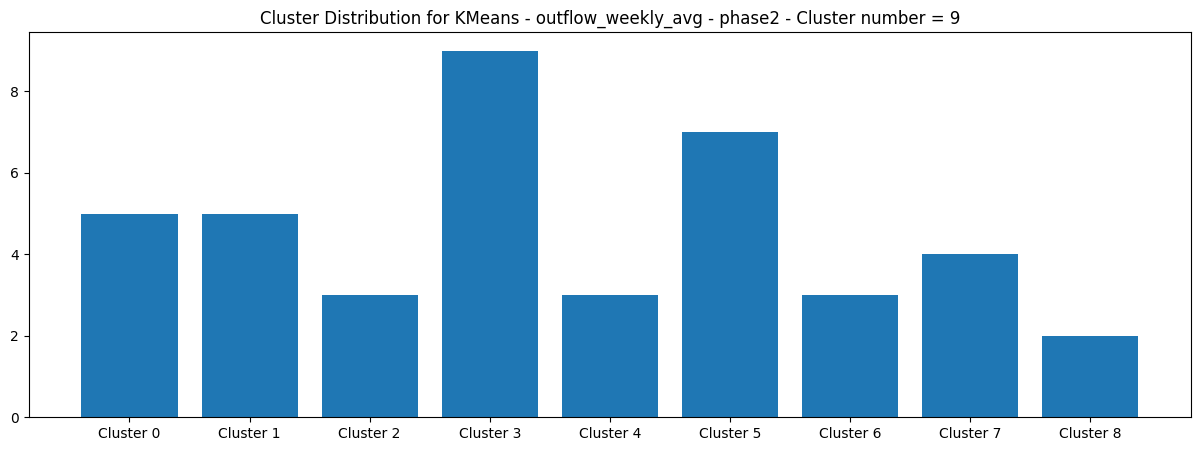 Cluster Distribution for KMeans - outflow_weekly_avg - phase2 - Cluster number = 9
8
6
4
2
0
Cluster 0 Cluster 1 Cluster 2 Cluster 3 Cluster 4 Cluster 5 Cluster 6 Cluster 7 Cluster 8